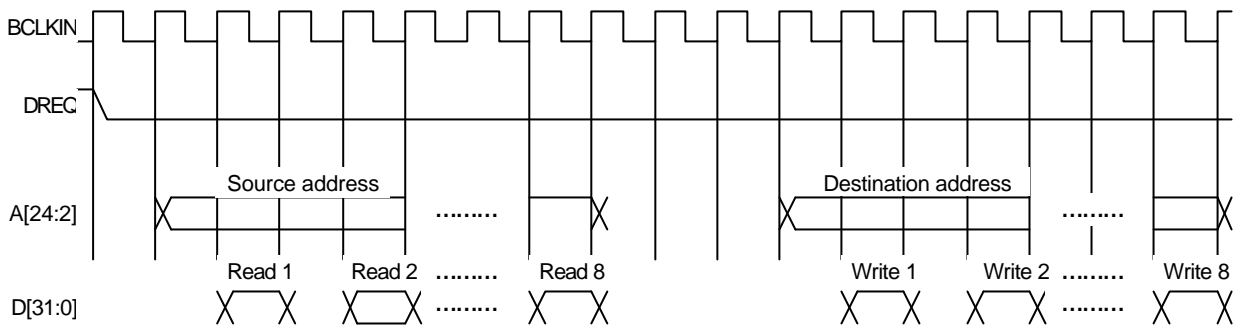 BCLKIN
DREQ
Source address Destination address
A[24:2] ......... .........
Read 1 Read 2 ......... Read 8 Write 1 Write 2 ......... Write 8
D[31:0] ......... .........